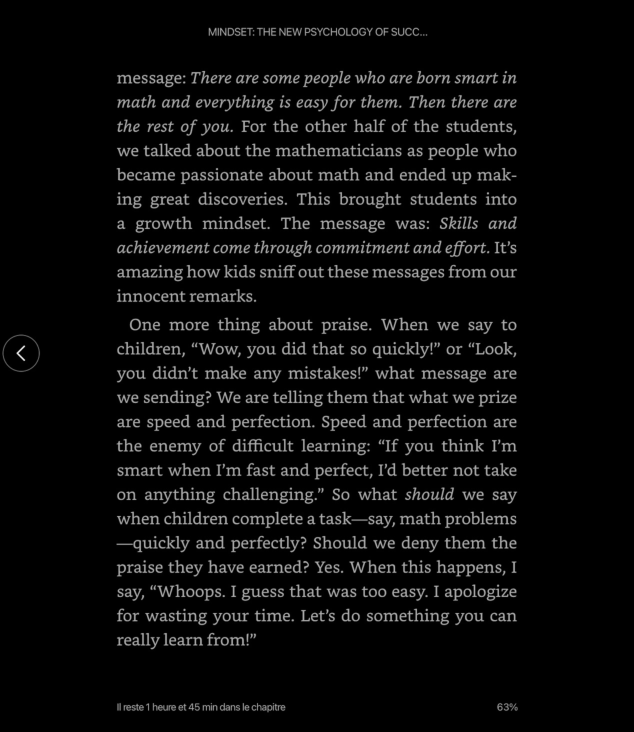 MINDSET: THE NEW PSYCHOLOGY OF SUCC...
message: There are some people who are born smart in
math and everything is easy for them. Then there are
the rest of you. For the other half of the students,
we talked about the mathematicians as people who
became passionate about math and ended up mak-
ing great discoveries. This brought students into
a growth mindset. The message was: Skills and
achievement come through commitment and effort. It’s
amazing how kids sniff out these messages from our
innocent remarks.
One more thing about praise. When we say to
children, “Wow, you did that so quickly!” or “Look,
you didn’t make any mistakes!” what message are
we sending? We are telling them that what we prize
are speed and perfection. Speed and perfection are
the enemy of difficult learning: “If you think I’m
smart when I’m fast and perfect, I’d better not take
on anything challenging.” So what should we say
when children complete a task—say, math problems
—quickly and perfectly? Should we deny them the
praise they have earned? Yes. When this happens, I
say, “Whoops. I guess that was too easy. I apologize
for wasting your time. Let’s do something you can
really learn from!”
Il reste 1 heure et 45 min dans le chapitre
63%